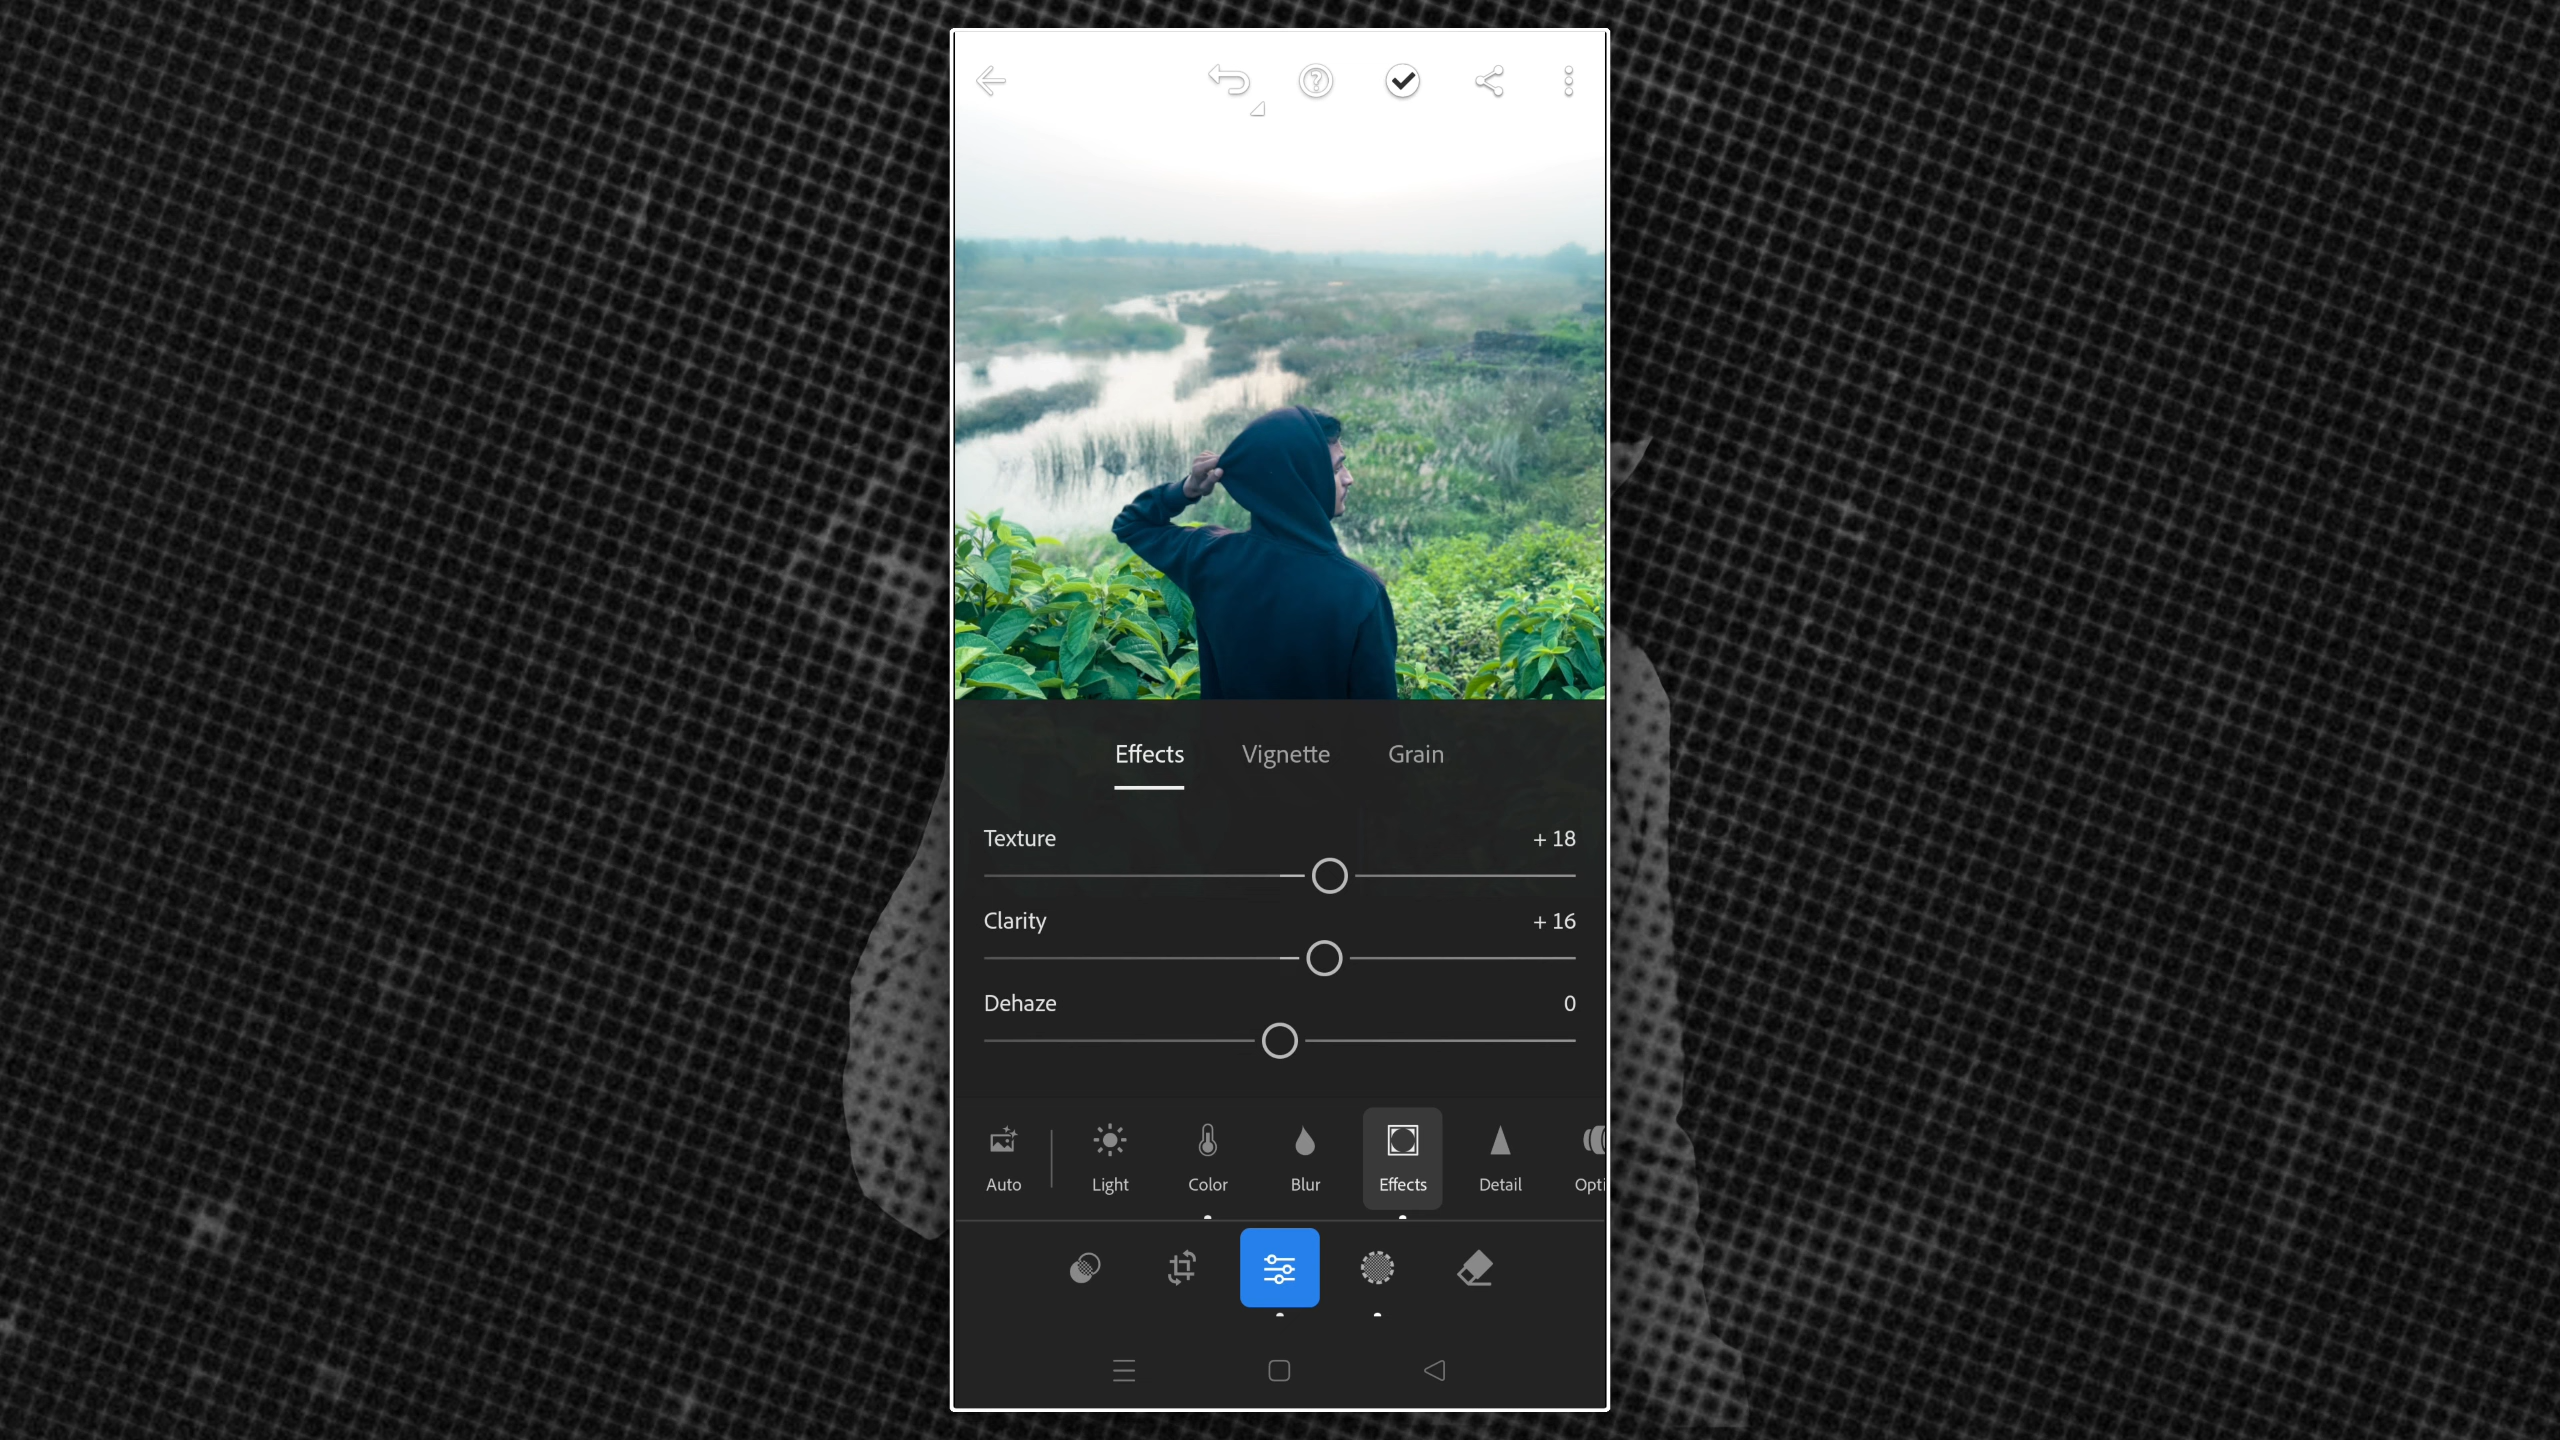 Effects Vignette Grain
Texture + 18
Clarity + 16
Dehaze 0
Auto Light Color Blur Effects Detail Opti